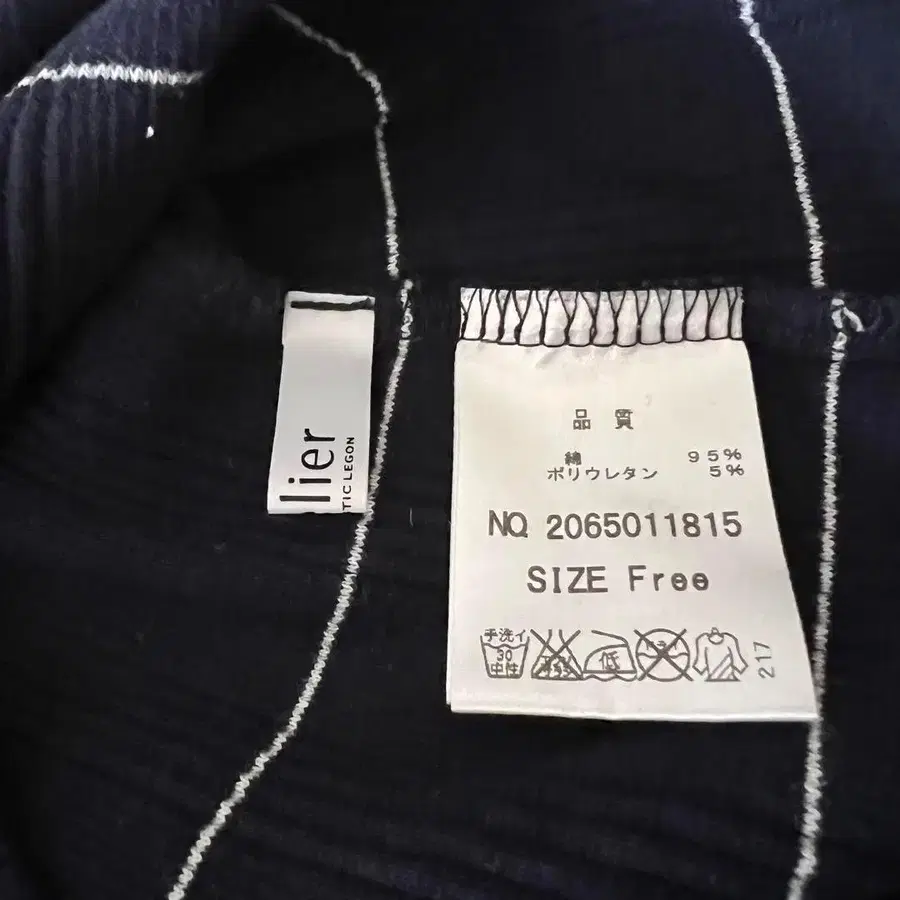 lier
TIC LEGON
品質
綿 95%
ポリウレタン 5%
NO. 2065011815
SIZE Free
手洗イ
30
中性
低
217